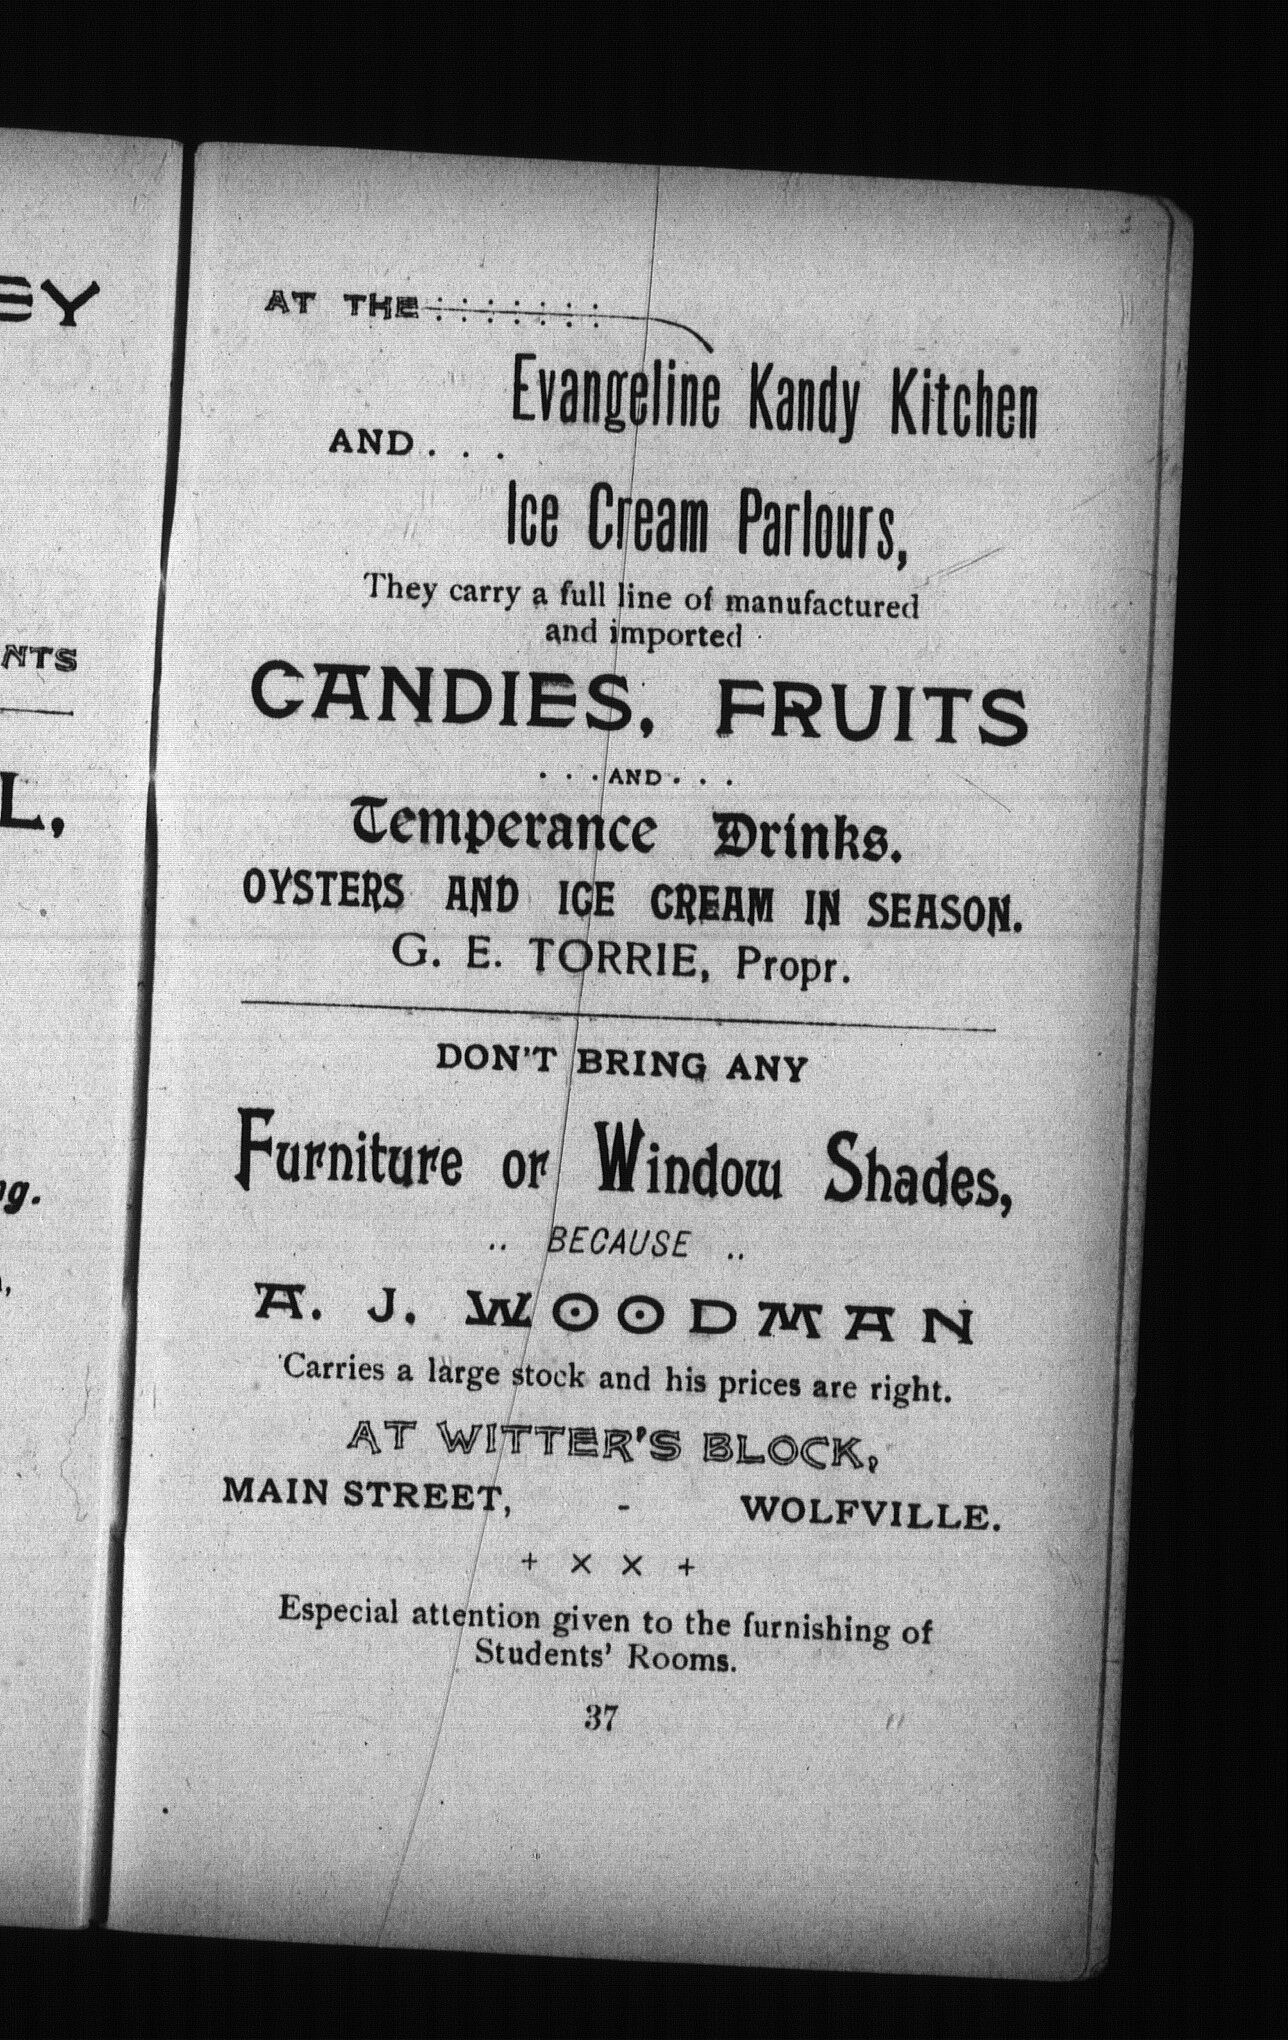 EY
NTS
L,
AT THE
Evangeline Kandy Kitchen
AND . . .
Ice Cream Parlours,
They carry a full line of manufactured
and imported
CANDIES, FRUITS
. . . AND . . .
Temperance Drinks.
OYSTERS AND ICE CREAM IN SEASON.
G. E. TORRIE, Propr.
DON'T BRING ANY
Furniture or Window Shades,
.. BECAUSE ..
A. J. WOODMAN
Carries a large stock and his prices are right.
AT WITTER'S BLOCK,
MAIN STREET, - WOLFVILLE.
+ × × +
Especial attention given to the furnishing of
Students' Rooms.
37